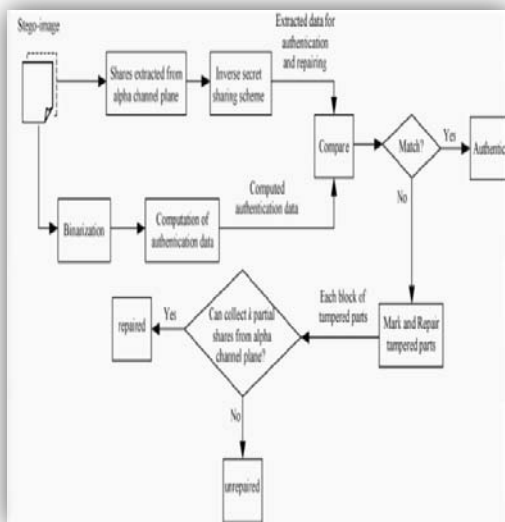 Stego-image
Shares extracted from
alpha channel plane
Inverse secret
sharing scheme
Extracted data for
authentication
and repairing
Compare
Match?
Yes
Authentic
No
Binarization
Computation of
authentication data
Computed
authentication data
Mark and Repair
tampered parts
Each block of
tampered parts
Can collect k partial
shares from alpha
channel plane?
Yes
repaired
No
unrepaired